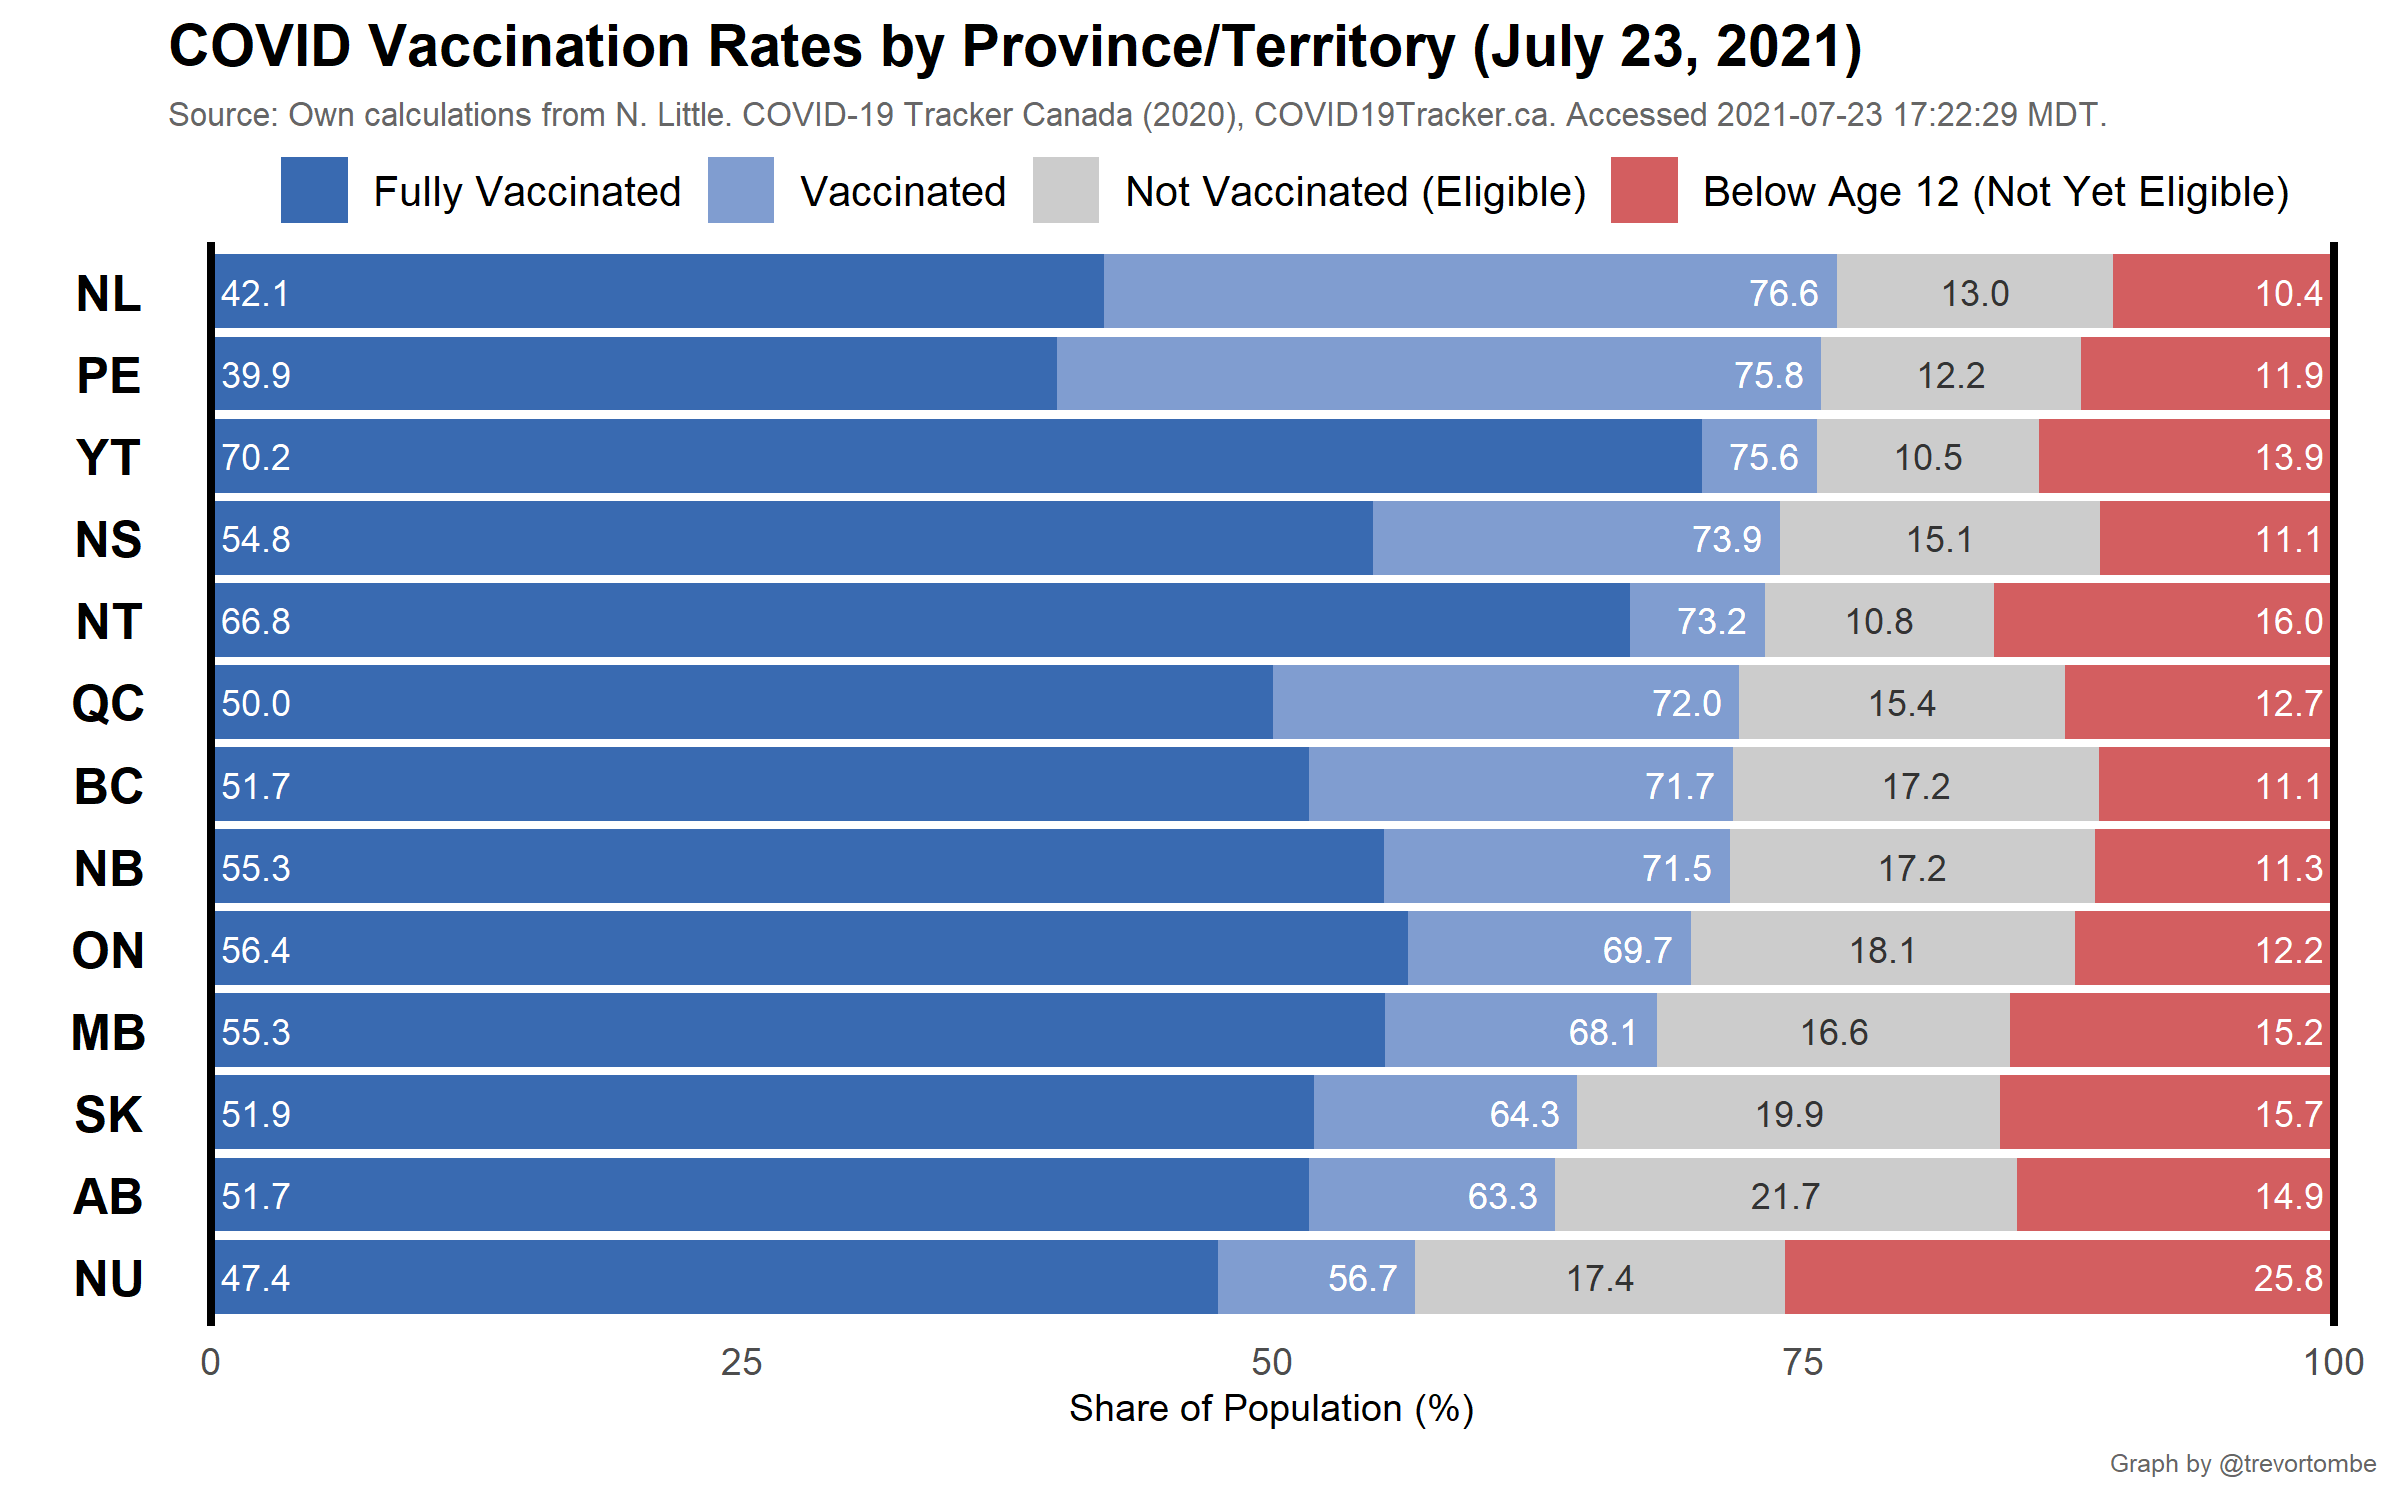 COVID Vaccination Rates by Province/Territory (July 23, 2021)
Source: Own calculations from N. Little. COVID-19 Tracker Canada (2020), COVID19Tracker.ca. Accessed 2021-07-23 17:22:29 MDT.
Fully Vaccinated Vaccinated Not Vaccinated (Eligible) Below Age 12 (Not Yet Eligible)
NL 42.1 76.6 13.0 10.4
PE 39.9 75.8 12.2 11.9
YT 70.2 75.6 10.5 13.9
NS 54.8 73.9 15.1 11.1
NT 66.8 73.2 10.8 16.0
QC 50.0 72.0 15.4 12.7
BC 51.7 71.7 17.2 11.1
NB 55.3 71.5 17.2 11.3
ON 56.4 69.7 18.1 12.2
MB 55.3 68.1 16.6 15.2
SK 51.9 64.3 19.9 15.7
AB 51.7 63.3 21.7 14.9
NU 47.4 56.7 17.4 25.8
0 25 50 75 100
Share of Population (%)
Graph by @trevortombe